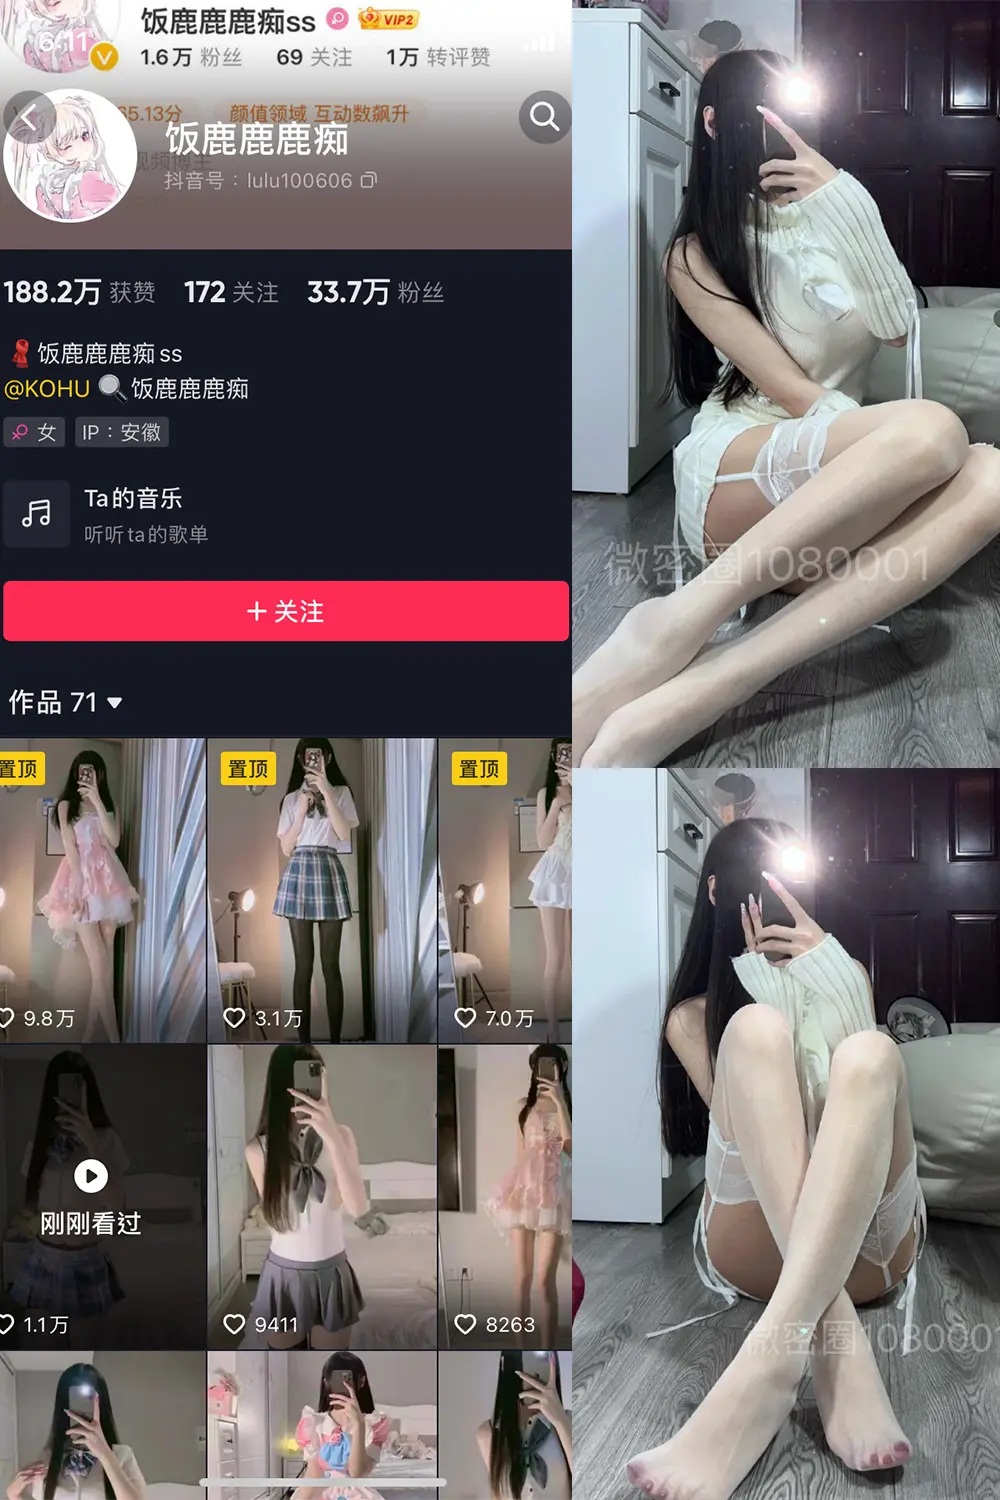 饭鹿鹿鹿痴ss
VIP2
6:11
1.6万 粉丝 69 关注 1万 转评赞
65.13分
颜值领域 互动数飙升
饭鹿鹿鹿痴
视频博主
抖音号：lulu100606
188.2万 获赞 172 关注 33.7万 粉丝
饭鹿鹿鹿痴ss
@KOHU 🔍饭鹿鹿鹿痴
女 IP：安徽
Ta的音乐
听听ta的歌单
+ 关注
作品 71
置顶
置顶
置顶
9.8万
3.1万
7.0万
刚刚看过
1.1万
9411
8263
微密圈1080001
微密圈108000